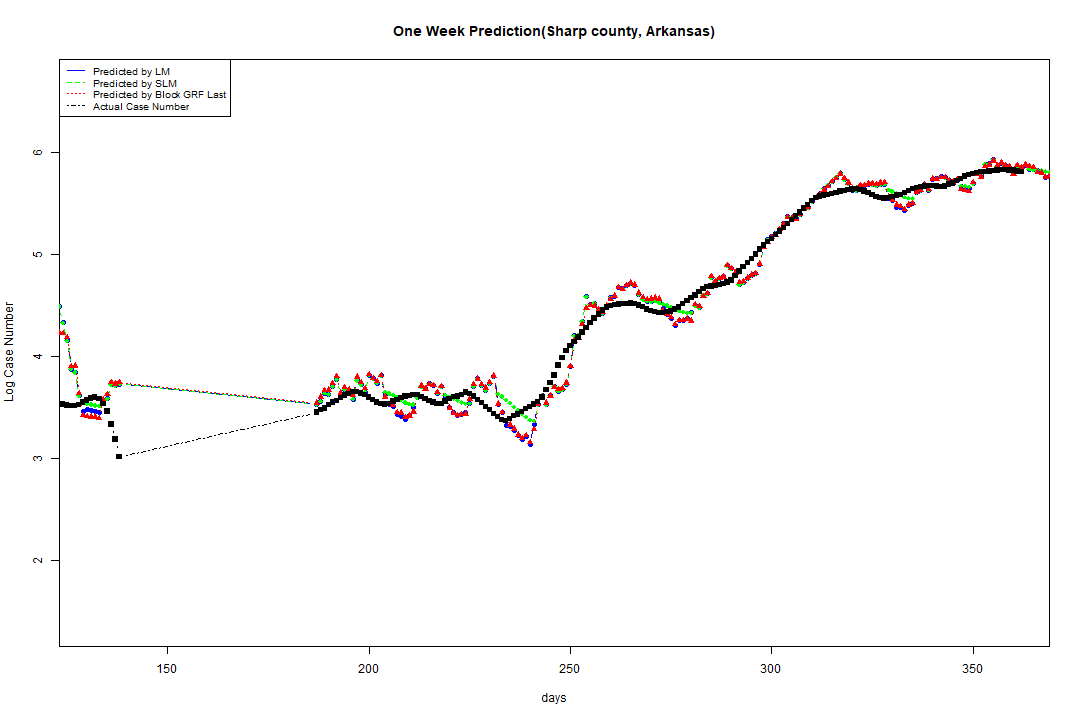 One Week Prediction(Sharp county, Arkansas)
Predicted by LM
Predicted by SLM
Predicted by Block GRF Last
Actual Case Number
Log Case Number
6
5
4
3
2
150 200 250 300 350
days